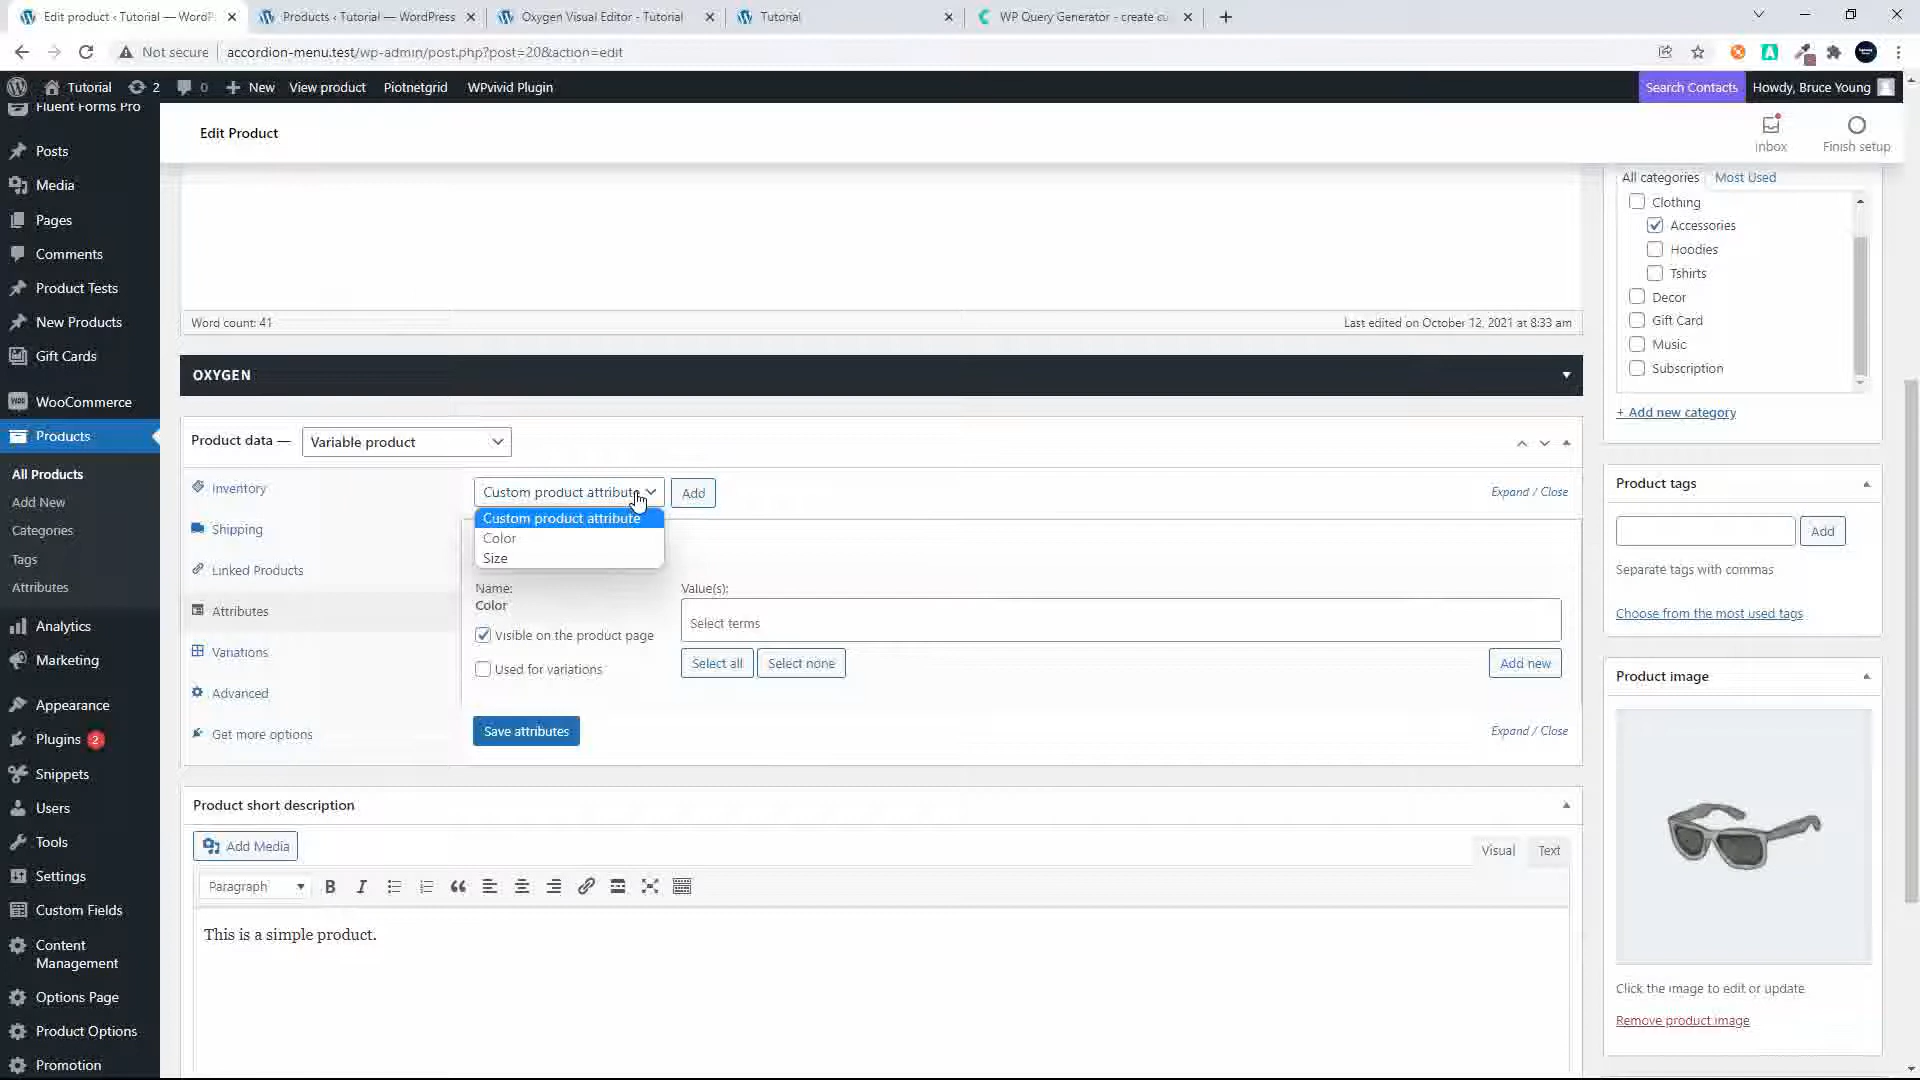 Edit product ‹ Tutorial — WordP
Products ‹ Tutorial — WordPress
Oxygen Visual Editor - Tutorial
Tutorial
WP Query Generator - create cu
Not secure
accordion-menu.test/wp-admin/post.php?post=20&action=edit
Tutorial
2
0
New
View product
Piotnetgrid
WPvivid Plugin
Search Contacts
Howdy, Bruce Young
Fluent Forms Pro
Posts
Media
Pages
Comments
Product Tests
New Products
Gift Cards
WooCommerce
Products
All Products
Add New
Categories
Tags
Attributes
Analytics
Marketing
Appearance
Plugins 2
Snippets
Users
Tools
Settings
Custom Fields
Content
Management
Options Page
Product Options
Promotion
Edit Product
Inbox
Finish setup
Word count: 41
Last edited on October 12, 2021 at 8:33 am
OXYGEN
Product data —
Variable product
Inventory
Shipping
Linked Products
Attributes
Variations
Advanced
Get more options
Custom product attribute
Add
Expand / Close
Custom product attribute
Color
Size
Name:
Color
Visible on the product page
Used for variations
Value(s):
Select terms
Select all
Select none
Add new
Save attributes
Expand / Close
Product short description
Add Media
Visual
Text
Paragraph
This is a simple product.
All categories
Most Used
Clothing
Accessories
Hoodies
Tshirts
Decor
Gift Card
Music
Subscription
+ Add new category
Product tags
Add
Separate tags with commas
Choose from the most used tags
Product image
Click the image to edit or update
Remove product image